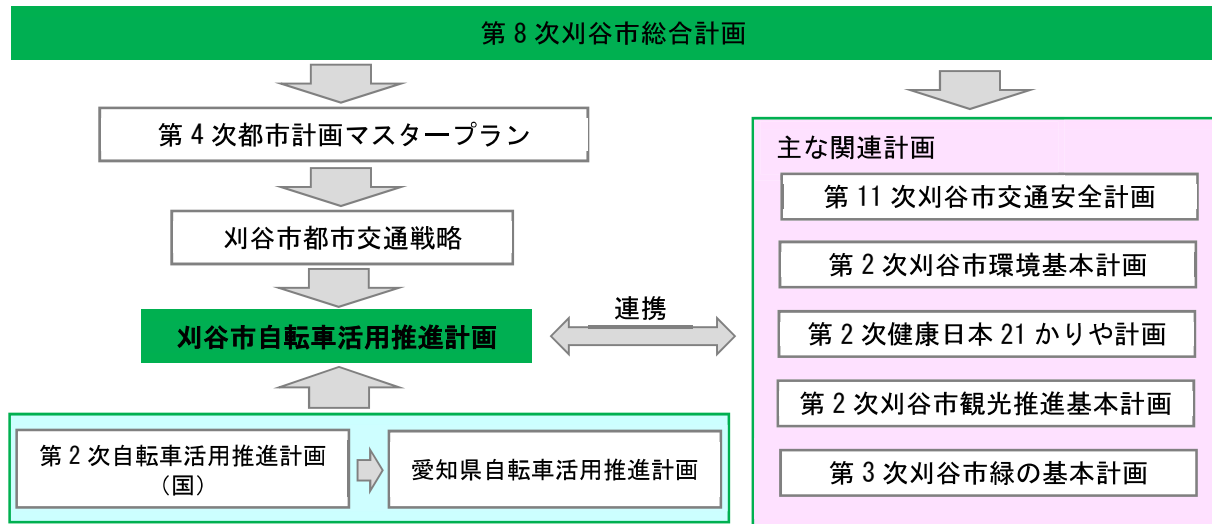 第8次刈谷市総合計画
第4次都市計画マスタープラン
刈谷市都市交通戦略
刈谷市自転車活用推進計画
第2次自転車活用推進計画
（国）
愛知県自転車活用推進計画
連携
主な関連計画
第11次刈谷市交通安全計画
第2次刈谷市環境基本計画
第2次健康日本21かりや計画
第2次刈谷市観光推進基本計画
第3次刈谷市緑の基本計画